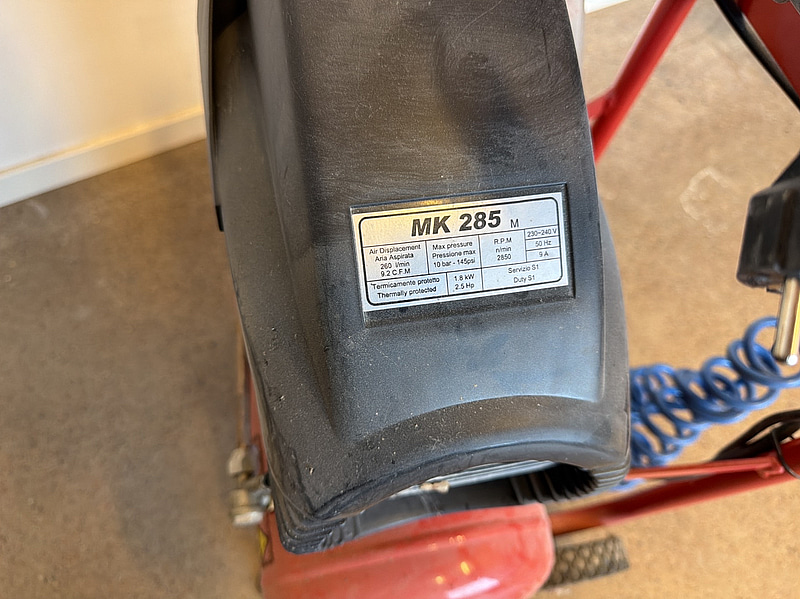 MK 285 M
Air Displacement
Aria Aspirata
260 l/min
9.2 C.F.M
Max pressure
Pressione max
10 bar - 145psi
R.P.M
n/min
2850
230~240 V
50 Hz
9 A
Termicamente protetto
Thermally protected
1.8 kW
2.5 Hp
Servizio S1
Duty S1